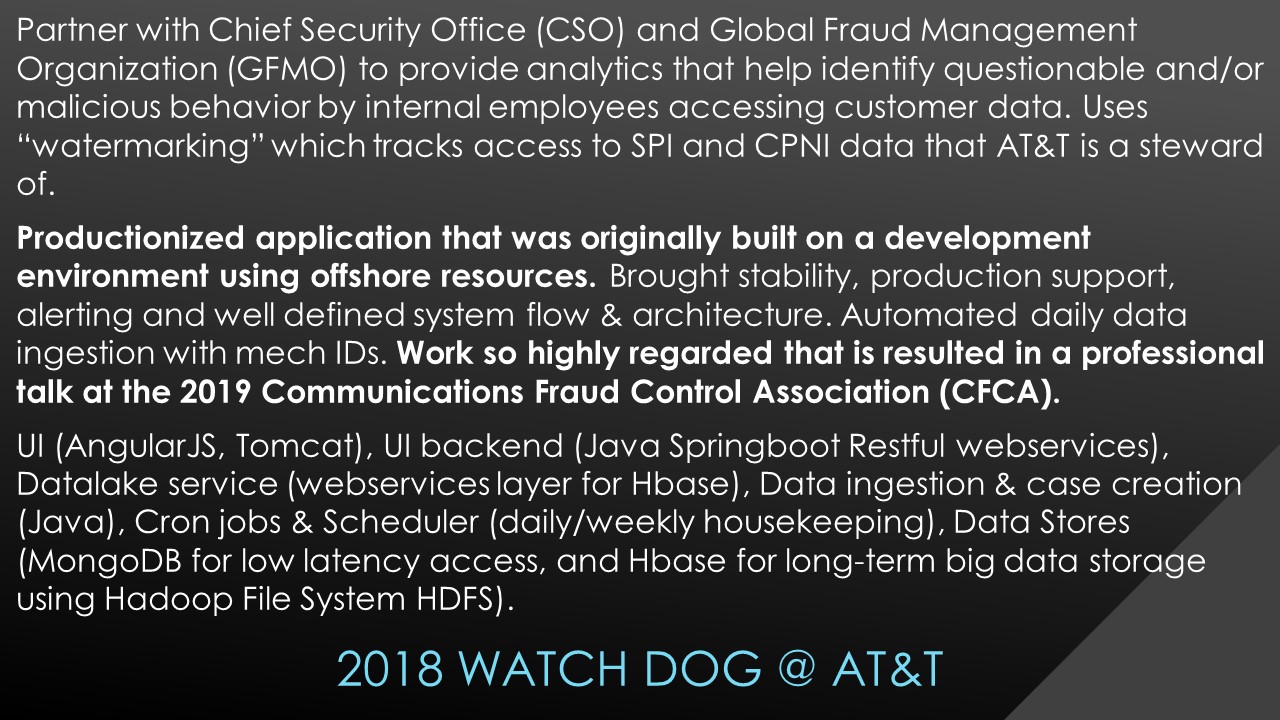 Partner with Chief Security Office (CSO) and Global Fraud Management
Organization (GFMO) to provide analytics that help identify questionable and/or
malicious behavior by internal employees accessing customer data. Uses
“watermarking” which tracks access to SPI and CPNI data that AT&T is a steward
of.
Productionized application that was originally built on a development
environment using offshore resources. Brought stability, production support,
alerting and well defined system flow & architecture. Automated daily data
ingestion with mech IDs. Work so highly regarded that is resulted in a professional
talk at the 2019 Communications Fraud Control Association (CFCA).
UI (AngularJS, Tomcat), UI backend (Java Springboot Restful webservices),
Datalake service (webservices layer for Hbase), Data ingestion & case creation
(Java), Cron jobs & Scheduler (daily/weekly housekeeping), Data Stores
(MongoDB for low latency access, and Hbase for long-term big data storage
using Hadoop File System HDFS).
2018 WATCH DOG @ AT&T